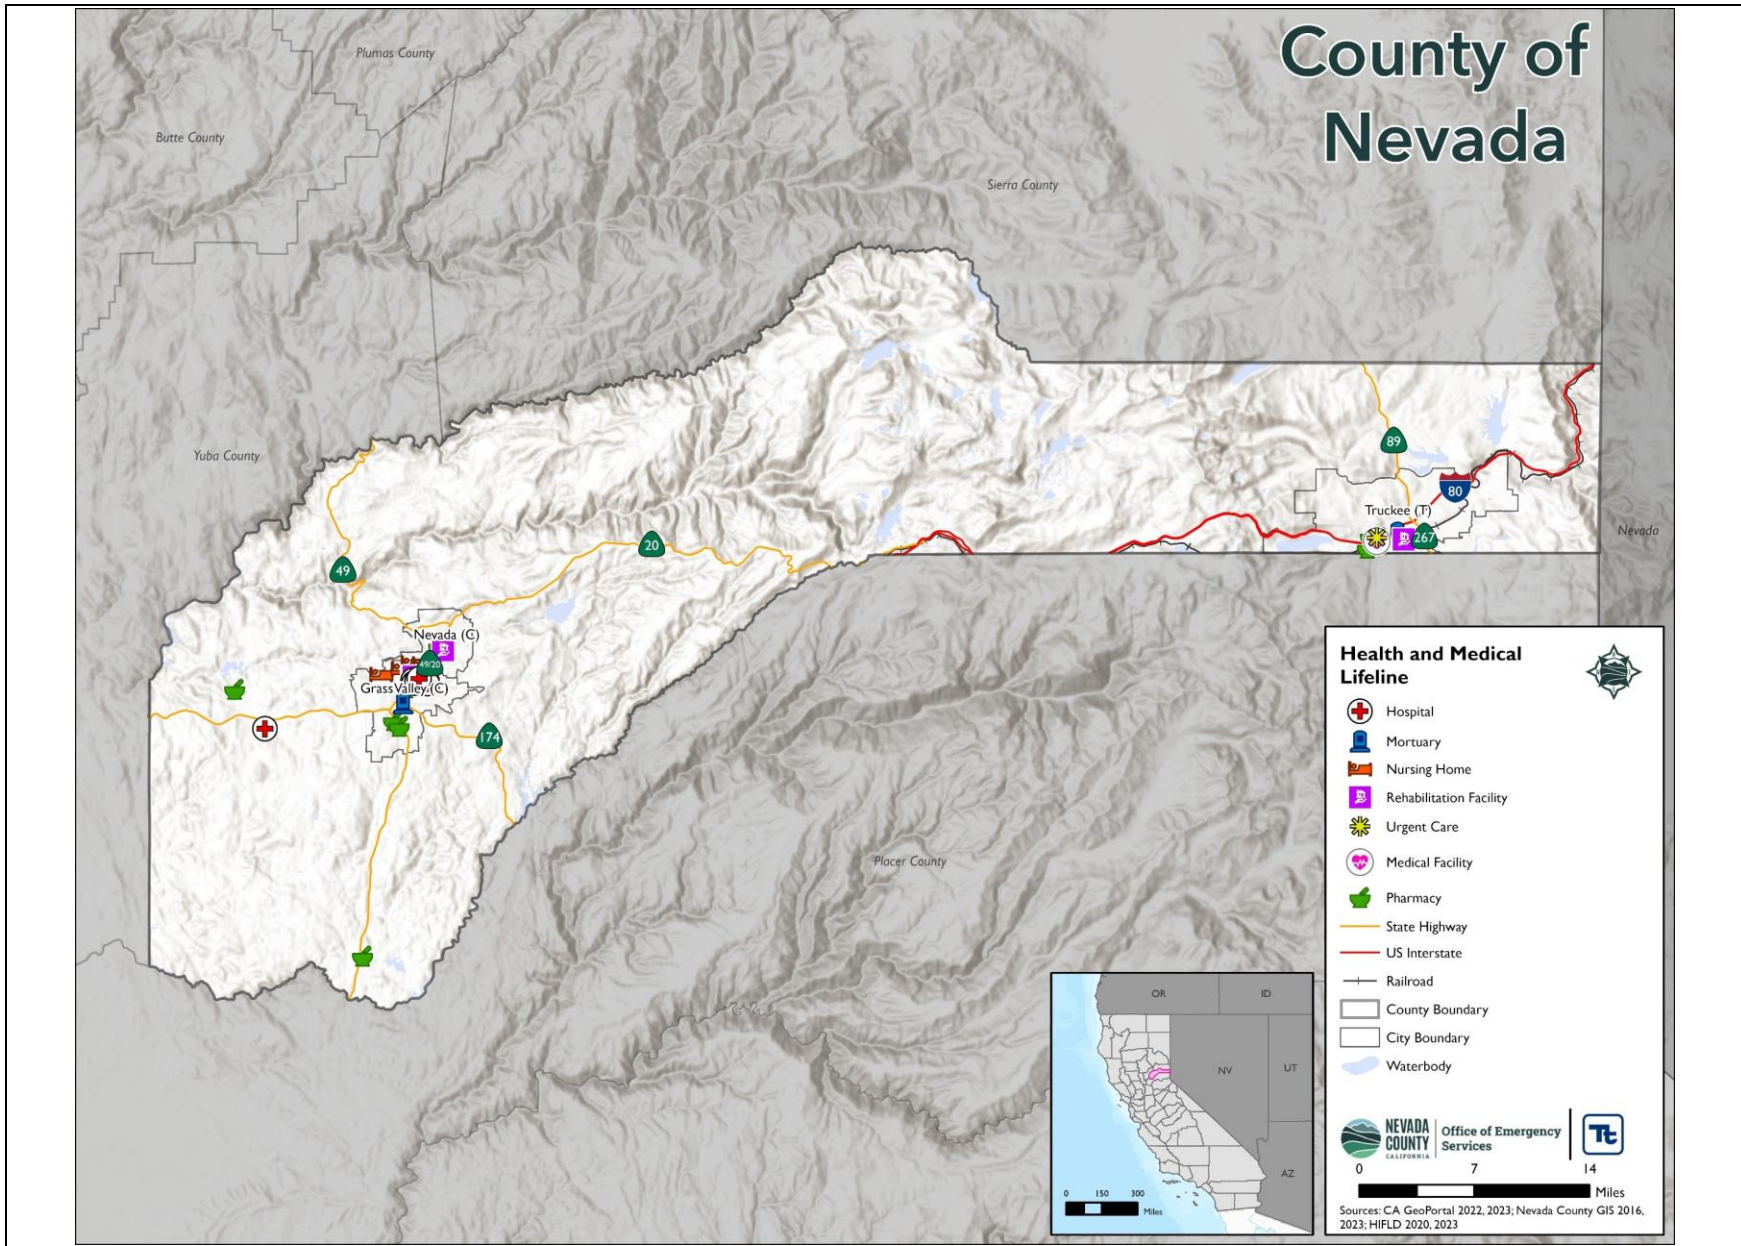 County of
Nevada
Plumas County
Butte County
Sierra County
Yuba County
Nevada
Placer County
89
80
Truckee (T)
267
20
49
Nevada (C)
49/20
Grass Valley (C)
174
Health and Medical
Lifeline
Hospital
Mortuary
Nursing Home
Rehabilitation Facility
Urgent Care
Medical Facility
Pharmacy
State Highway
US Interstate
Railroad
County Boundary
City Boundary
Waterbody
NEVADA
COUNTY
CALIFORNIA
Office of Emergency
Services
Tt
0 7 14
Miles
Sources: CA GeoPortal 2022, 2023; Nevada County GIS 2016,
2023; HIFLD 2020, 2023
OR ID
NV UT
AZ
0 150 300
Miles